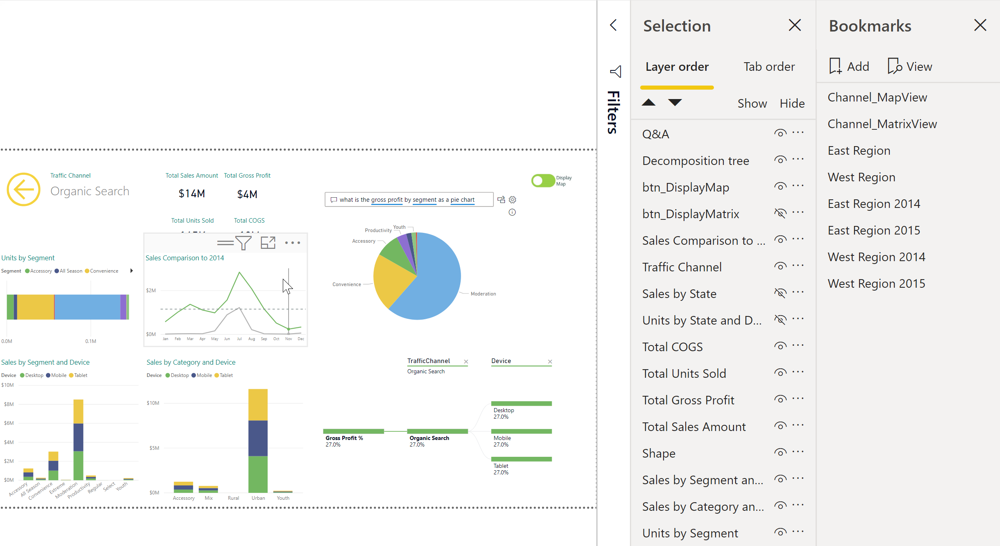 Traffic Channel
Organic Search
Total Sales Amount
$14M
Total Gross Profit
$4M
Total Units Sold
Total COGS
what is the gross profit by segment as a pie chart
Display
Map
Units by Segment
Segment Accessory All Season Convenience
0.0M 0.1M
Sales Comparison to 2014
$2M
$0M
Jan Feb Mar Apr May Jun Jul Aug Sep Oct Nov Dec
Youth
Productivity
Accessory
Convenience
Moderation
Sales by Segment and Device
Device Desktop Mobile Tablet
$10M
$8M
$6M
$4M
$2M
$0M
Accessory All Season Convenience Extreme Moderation Productivity Regular Select Youth
Sales by Category and Device
Device Desktop Mobile Tablet
$10M
$5M
$0M
Accessory Mix Rural Urban Youth
TrafficChannel
Organic Search
Device
Gross Profit %
27.0%
Organic Search
27.0%
Desktop
27.0%
Mobile
27.0%
Tablet
27.0%
Filters
Selection
Layer order Tab order
Show Hide
Q&A
Decomposition tree
btn_DisplayMap
btn_DisplayMatrix
Sales Comparison to ...
Traffic Channel
Sales by State
Units by State and D...
Total COGS
Total Units Sold
Total Gross Profit
Total Sales Amount
Shape
Sales by Segment an...
Sales by Category an...
Units by Segment
Bookmarks
Add View
Channel_MapView
Channel_MatrixView
East Region
West Region
East Region 2014
East Region 2015
West Region 2014
West Region 2015